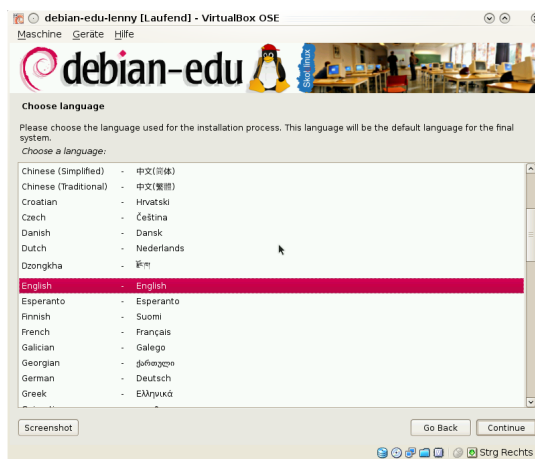 debian-edu-lenny [Laufend] - VirtualBox OSE
Maschine Geräte Hilfe
debian-edu
Skol linux
Choose language
Please choose the language used for the installation process. This language will be the default language for the final
system.
Choose a language:
Chinese (Simplified) - 中文(简体)
Chinese (Traditional) - 中文(繁體)
Croatian - Hrvatski
Czech - Čeština
Danish - Dansk
Dutch - Nederlands
Dzongkha - རྫོང་ཁ།
English - English
Esperanto - Esperanto
Finnish - Suomi
French - Français
Galician - Galego
Georgian - ქართული
German - Deutsch
Greek - Ελληνικά
Screenshot
Go Back
Continue
Strg Rechts